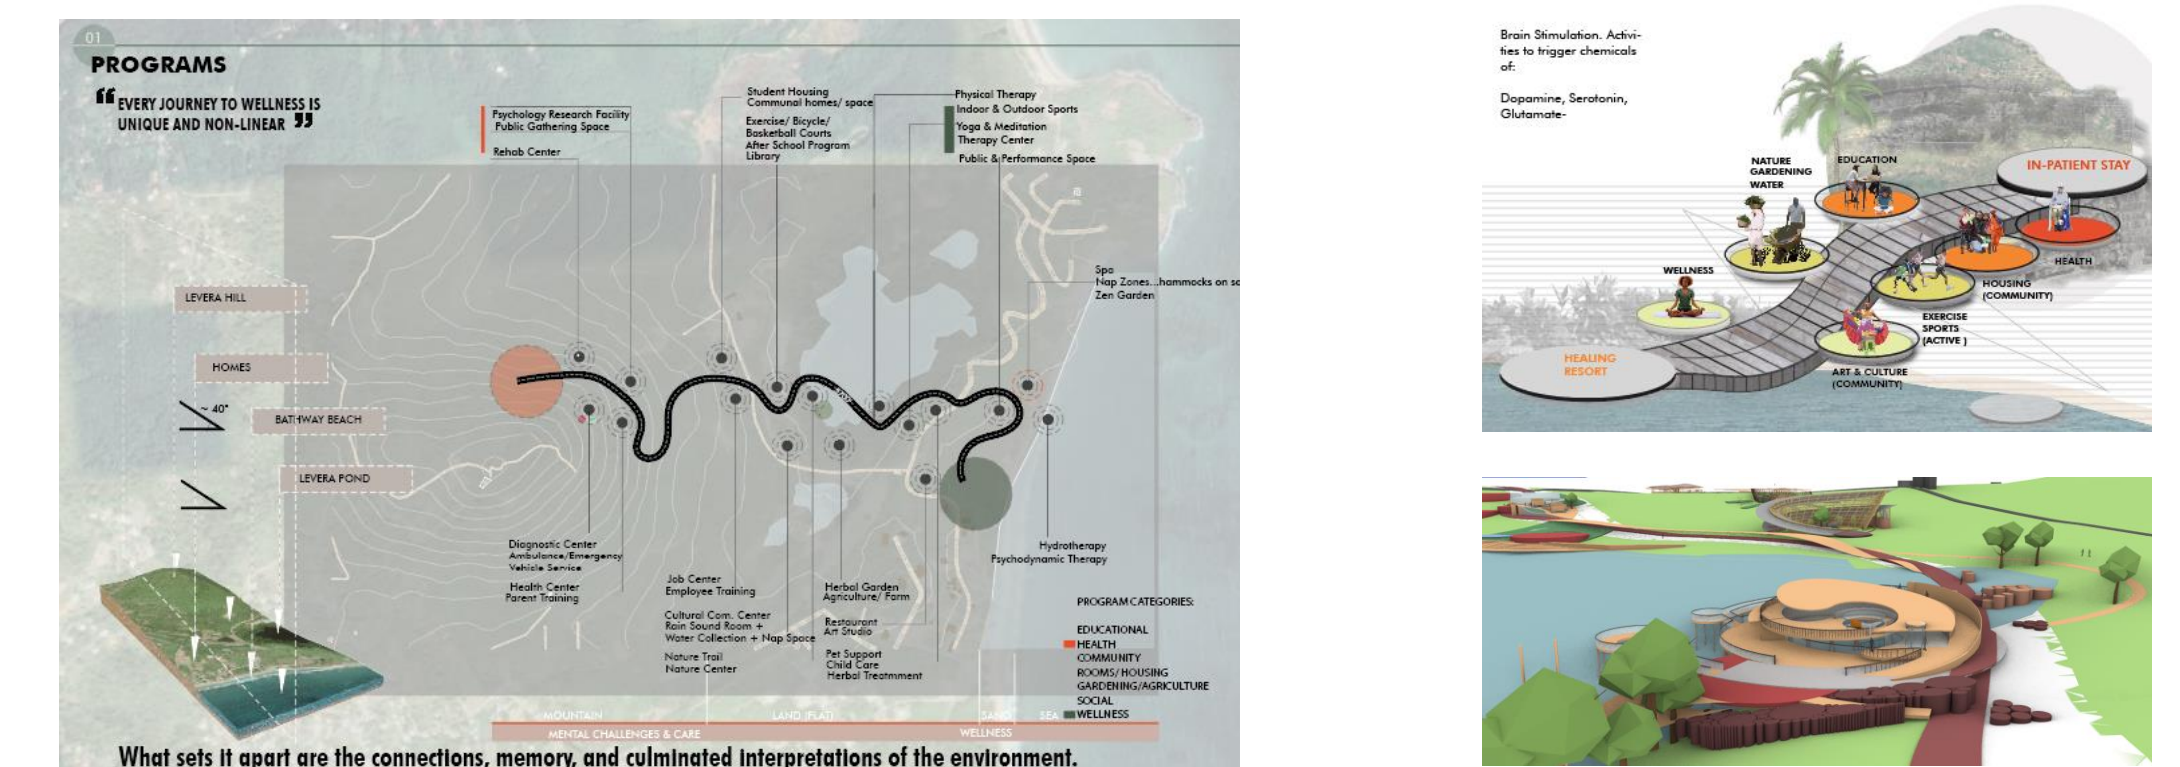 01
PROGRAMS
“ EVERY JOURNEY TO WELLNESS IS
UNIQUE AND NON-LINEAR ”
Psychology Research Facility
Public Gathering Space
Rehab Center
Student Housing
Communal homes/ space
Exercise/ Bicycle/
Basketball Courts
After School Program
Library
Physical Therapy
Indoor & Outdoor Sports
Yoga & Meditation
Therapy Center
Public & Performance Space
Spa
Nap Zones...hammocks on
Zen Garden
LEVERA HILL
HOMES
~ 40°
BATHWAY BEACH
LEVERA POND
Diagnostic Center
Ambulance/Emergency
Vehicle Service
Health Center
Parent Training
Job Center
Employee Training
Cultural Com. Center
Rain Sound Room +
Water Collection + Nap Space
Nature Trail
Nature Center
Herbal Garden
Agriculture/ Farm
Restaurant
Art Studio
Pet Support
Child Care
Herbal Treatmment
Hydrotherapy
Psychodynamic Therapy
PROGRAM CATEGORIES:
EDUCATIONAL
HEALTH
COMMUNITY
ROOMS/ HOUSING
GARDENING/AGRICULTURE
SOCIAL
WELLNESS
MOUNTAIN
LAND (FLAT)
SAND
SEA
MENTAL CHALLENGES & CARE
WELLNESS
What sets it apart are the connections, memory, and culminated interpretations of the environment.
Brain Stimulation. Activi-
ties to trigger chemicals
of:
Dopamine, Serotonin,
Glutamate-
NATURE
GARDENING
WATER
EDUCATION
IN-PATIENT STAY
WELLNESS
HEALTH
HOUSING
(COMMUNITY)
EXERCISE
SPORTS
(ACTIVE )
ART & CULTURE
(COMMUNITY)
HEALING
RESORT